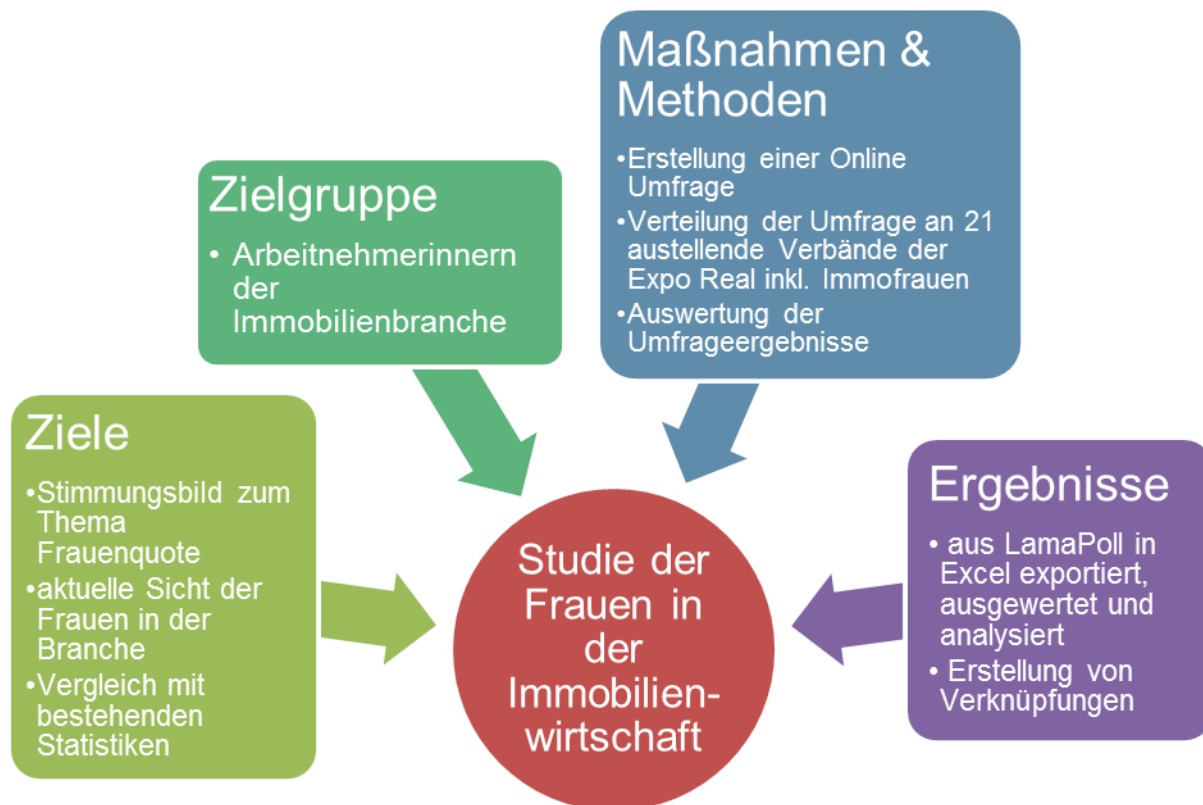 Ziele
•Stimmungsbild zum
Thema
Frauenquote
•aktuelle Sicht der
Frauen in der
Branche
•Vergleich mit
bestehenden
Statistiken
Zielgruppe
• Arbeitnehmerinnern
der
Immobilienbranche
Maßnahmen &
Methoden
•Erstellung einer Online
Umfrage
•Verteilung der Umfrage an 21
austellende Verbände der
Expo Real inkl. Immofrauen
•Auswertung der
Umfrageergebnisse
Ergebnisse
• aus LamaPoll in
Excel exportiert,
ausgewertet und
analysiert
• Erstellung von
Verknüpfungen
Studie der
Frauen in
der
Immobilien-
wirtschaft